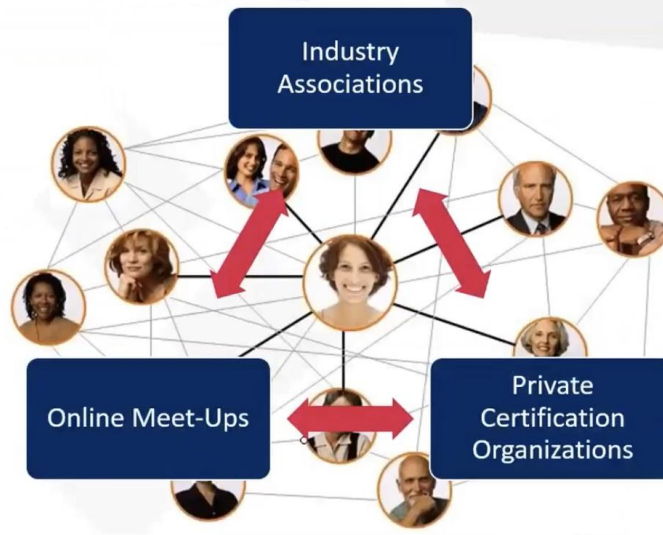 Industry
Associations
Online Meet-Ups
Private
Certification
Organizations